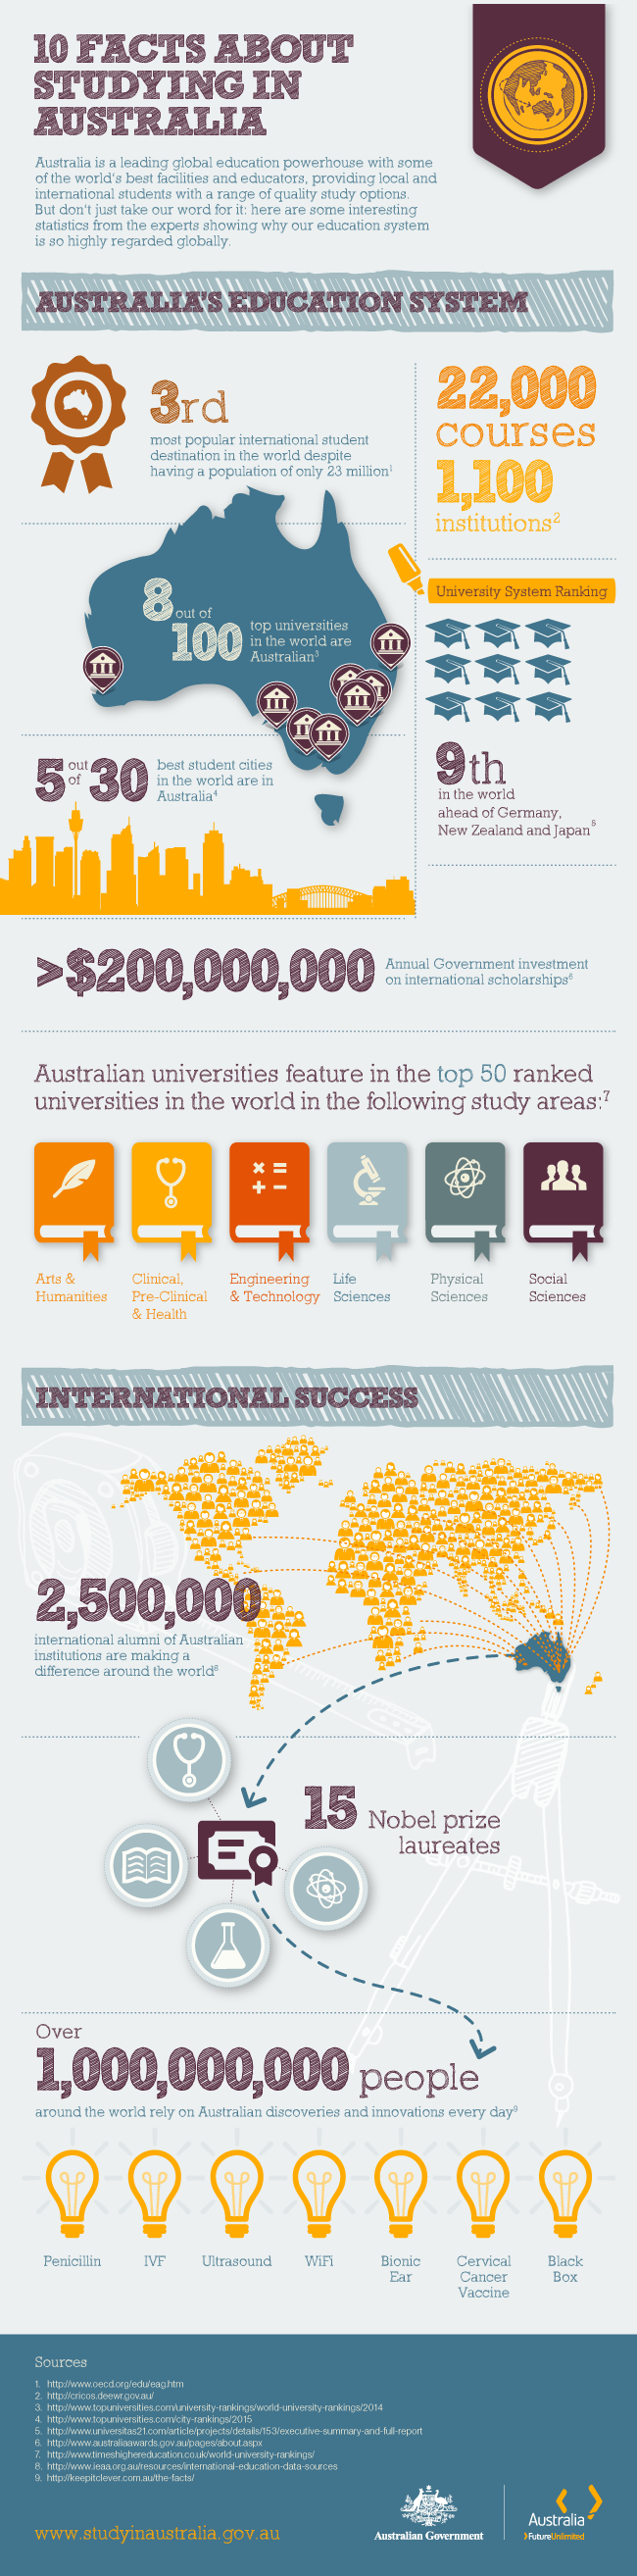 10 FACTS ABOUT
STUDYING IN
AUSTRALIA
Australia is a leading global education powerhouse with some
of the world's best facilities and educators, providing local and
international students with a range of quality study options.
But don't just take our word for it: here are some interesting
statistics from the experts showing why our education system
is so highly regarded globally.
AUSTRALIA'S EDUCATION SYSTEM
3rd
most popular international student
destination in the world despite
having a population of only 23 million1
22,000
courses
1,100
institutions2
8 out of
100
top universities
in the world are
Australian3
University System Ranking
9th
in the world
ahead of Germany,
New Zealand and Japan5
5 out of 30
best student cities
in the world are in
Australia4
>$200,000,000
Annual Government investment
on international scholarships6
Australian universities feature in the top 50 ranked
universities in the world in the following study areas:7
Arts &
Humanities
Clinical,
Pre-Clinical
& Health
Engineering
& Technology
Life
Sciences
Physical
Sciences
Social
Sciences
INTERNATIONAL SUCCESS
2,500,000
international alumni of Australian
institutions are making a
difference around the world8
15 Nobel prize
laureates
Over
1,000,000,000 people
around the world rely on Australian discoveries and innovations every day9
Penicillin
IVF
Ultrasound
WiFi
Bionic
Ear
Cervical
Cancer
Vaccine
Black
Box
Sources
1. http://www.oecd.org/edu/eag.htm
2. http://cricos.deewr.gov.au/
3. http://www.topuniversities.com/university-rankings/world-university-rankings/2014
4. http://www.topuniversities.com/city-rankings/2015
5. http://www.universitas21.com/article/projects/details/153/executive-summary-and-full-report
6. http://www.australiaawards.gov.au/pages/about.aspx
7. http://www.timeshighereducation.co.uk/world-university-rankings/
8. http://www.ieaa.org.au/resources/international-education-data-sources
9. http://keepitclever.com.au/the-facts/
www.studyinaustralia.gov.au
Australian Government
Australia
FutureUnlimited